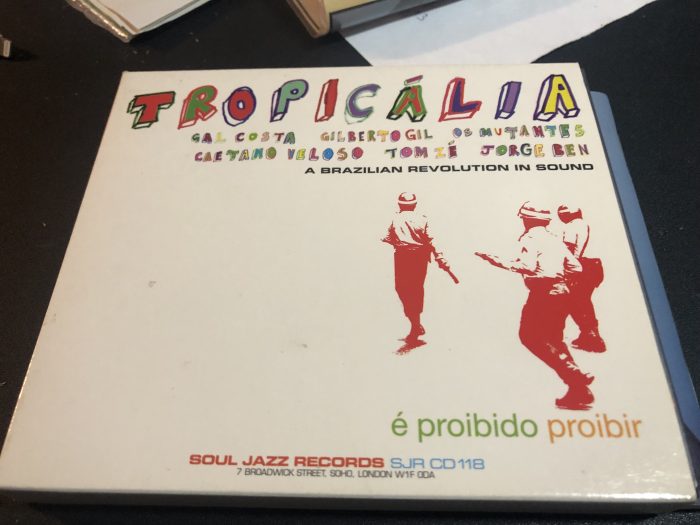 TROPICÁLIA
GAL COSTA GILBERTO GIL OS MUTANTES
CAETANO VELOSO TOM ZÉ JORGE BEN
A BRAZILIAN REVOLUTION IN SOUND
é proibido proibir
SOUL JAZZ RECORDS SJR CD118
7 BROADWICK STREET, SOHO, LONDON W1F 0DA